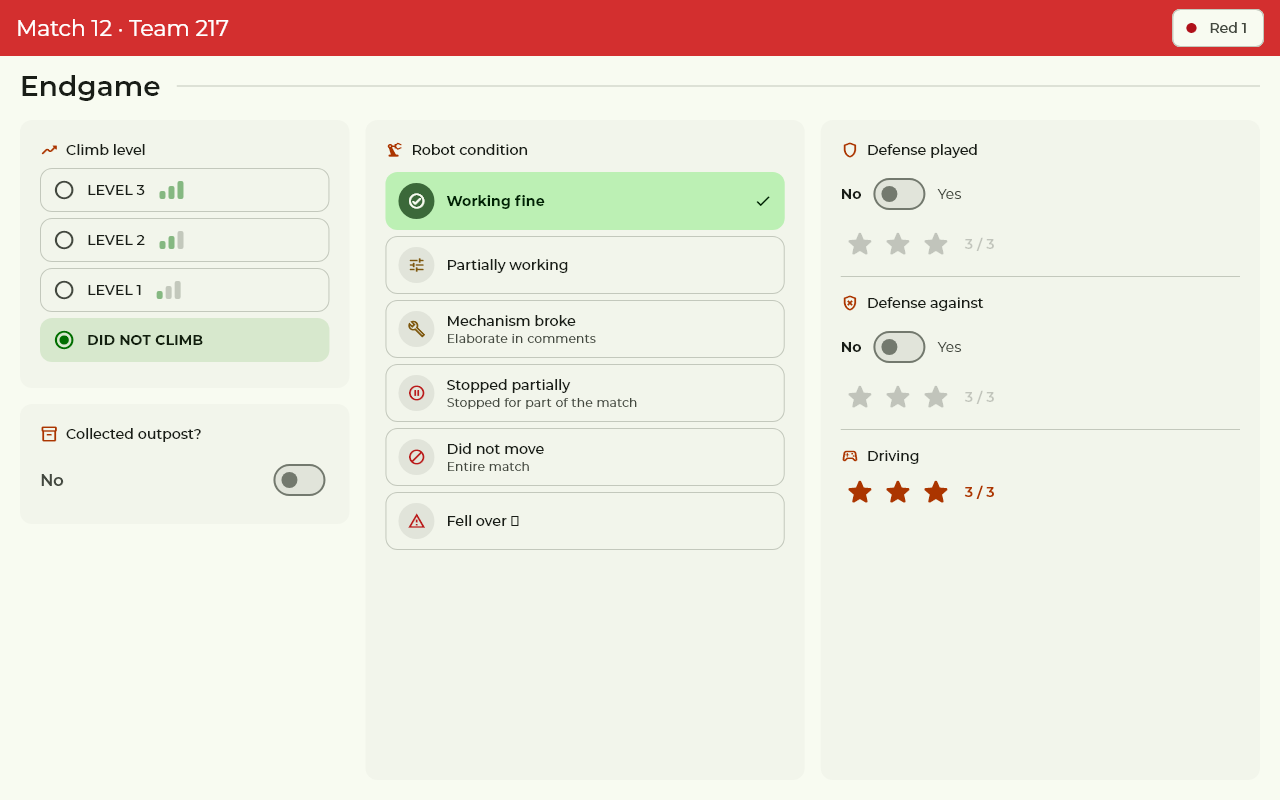 Match 12 · Team 217
Red 1
Endgame
Climb level
LEVEL 3
LEVEL 2
LEVEL 1
DID NOT CLIMB
Collected outpost?
No
Robot condition
Working fine
Partially working
Mechanism broke
Elaborate in comments
Stopped partially
Stopped for part of the match
Did not move
Entire match
Fell over
Defense played
No Yes
3 / 3
Defense against
No Yes
3 / 3
Driving
3 / 3